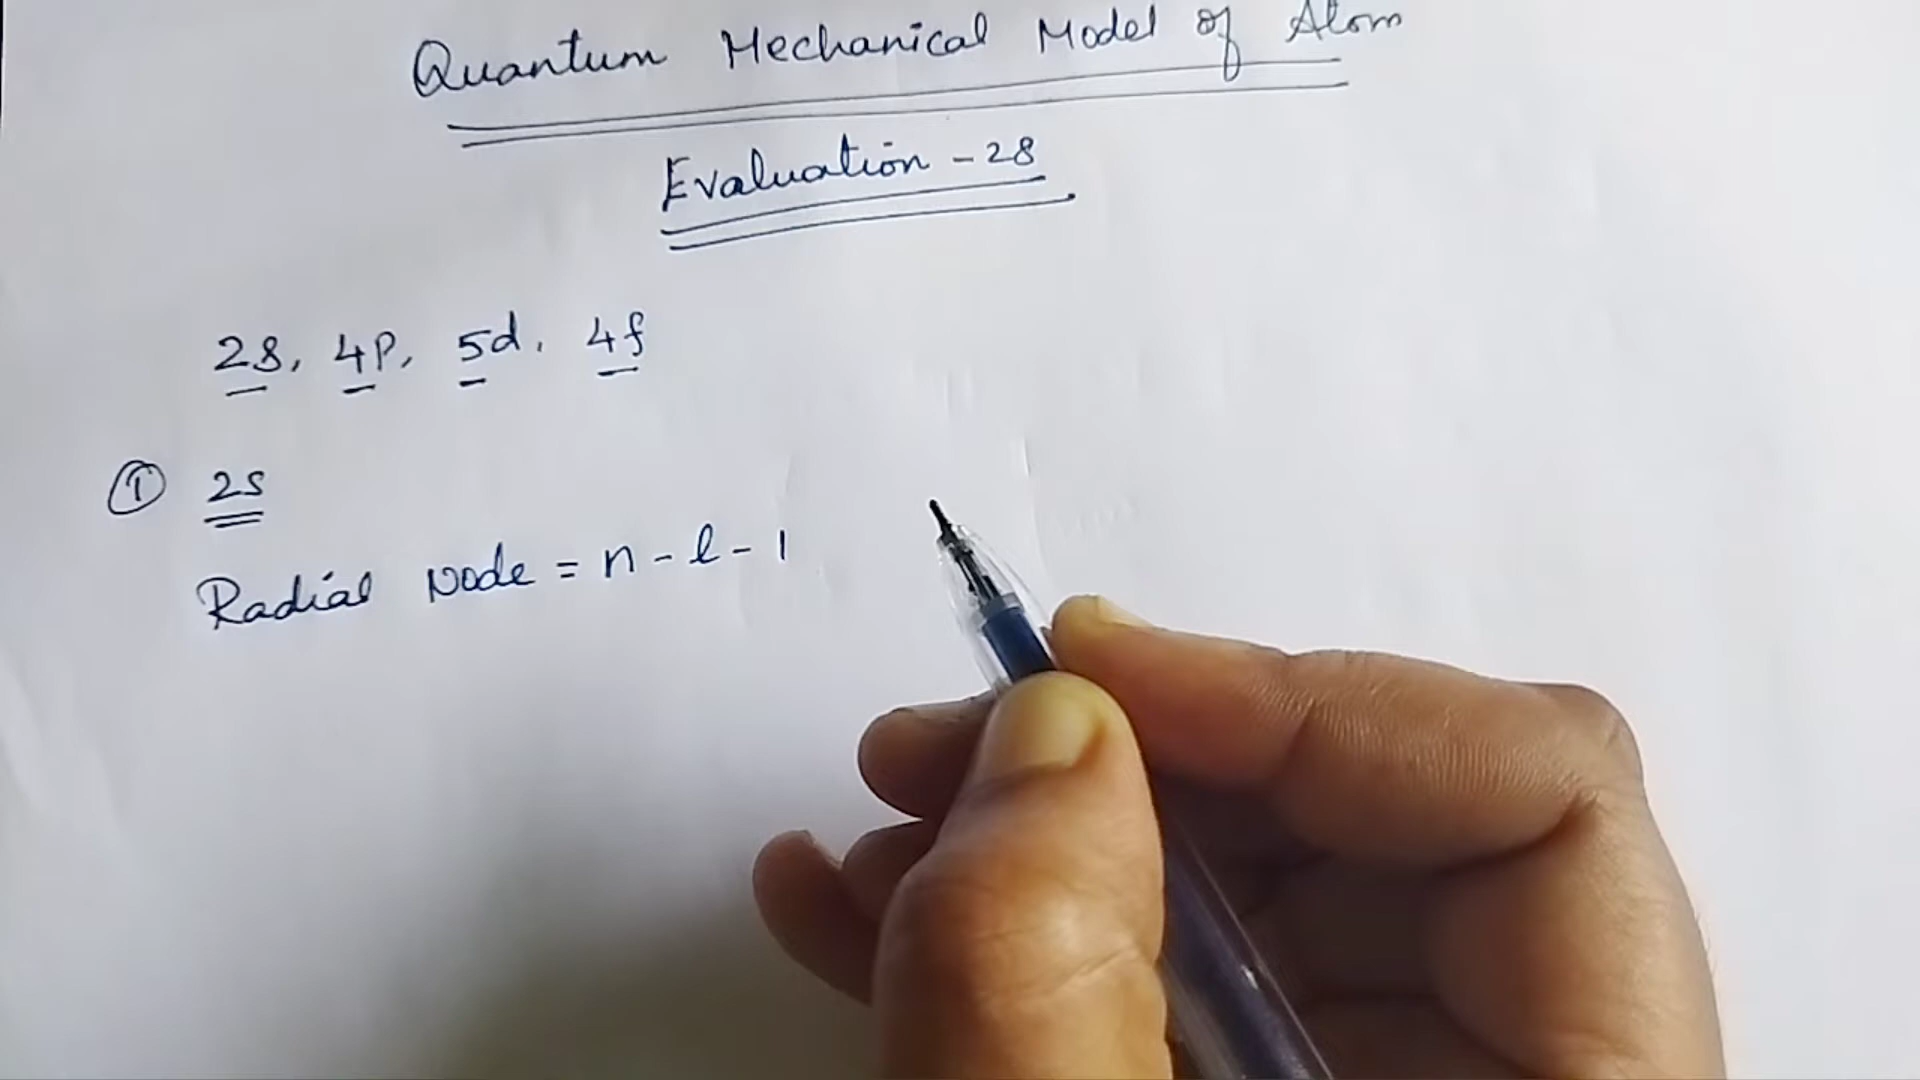 Quantum Mechanical Model of Atom
Evaluation - 28
2s, 4p, 5d, 4f
① 2s
Radial Node = n - l - 1